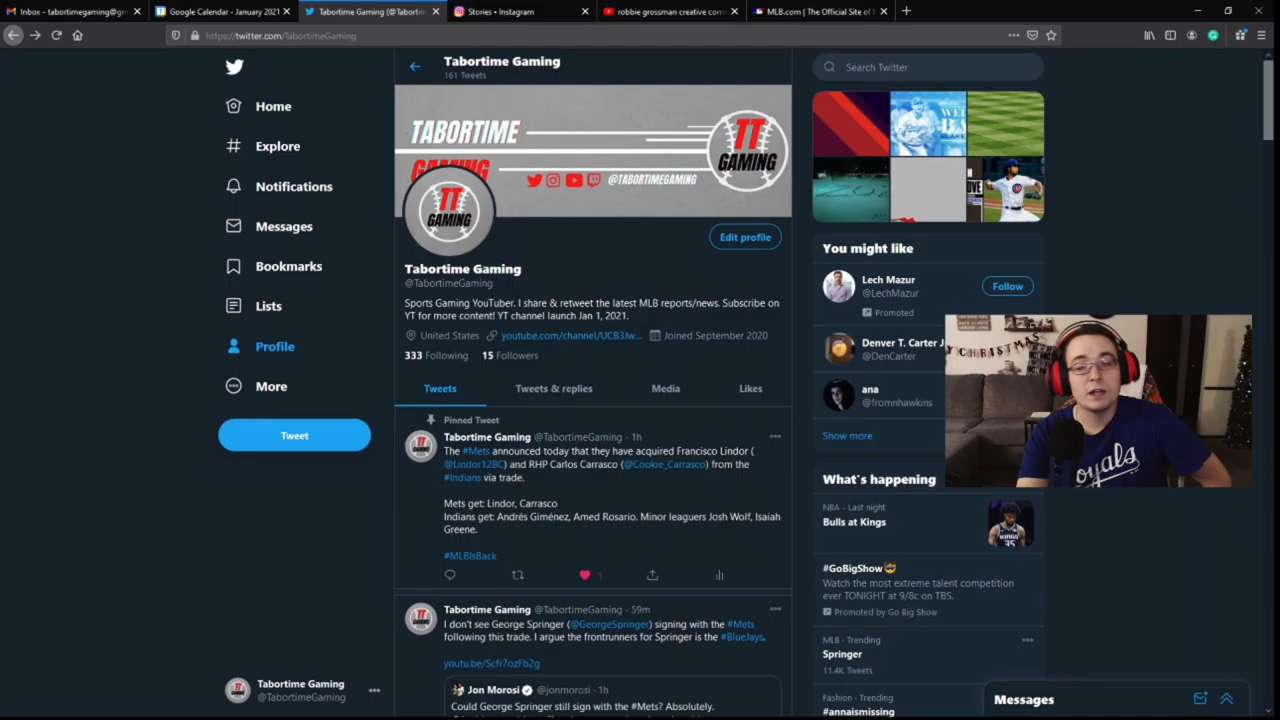 Inbox - tabortimegaming@gm
Google Calendar - January 2021
Tabortime Gaming (@Tabortim
Stories • Instagram
robbie grossman creative com
MLB.com | The Official Site of
https://twitter.com/TabortimeGaming
Home
Explore
Notifications
Messages
Bookmarks
Lists
Profile
More
Tweet
Tabortime Gaming
@TabortimeGaming
Tabortime Gaming
161 Tweets
TABORTIME
GAMING
@TABORTIMEGAMING
TT
GAMING
TT
GAMING
Edit profile
Tabortime Gaming
@TabortimeGaming
Sports Gaming YouTuber. I share & retweet the latest MLB reports/news. Subscribe on
YT for more content! YT channel launch Jan 1, 2021.
United States youtube.com/channel/UCB3Jw... Joined September 2020
333 Following 15 Followers
Tweets Tweets & replies Media Likes
Pinned Tweet
Tabortime Gaming @TabortimeGaming · 1h
The #Mets announced today that they have acquired Francisco Lindor (
@Lindor12BC) and RHP Carlos Carrasco (@Cookie_Carrasco) from the
#Indians via trade.
Mets get: Lindor, Carrasco
Indians get: Andrés Giménez, Amed Rosario. Minor leaguers Josh Wolf, Isaiah
Greene.
#MLBIsBack
1
Tabortime Gaming @TabortimeGaming · 59m
I don't see George Springer (@GeorgeSpringer) signing with the #Mets
following this trade. I argue the frontrunners for Springer is the #BlueJays.
youtu.be/Scfr7ozFb2g
Jon Morosi @jonmorosi · 1h
Could George Springer still sign with the #Mets? Absolutely.
Search Twitter
You might like
Lech Mazur
@LechMazur
Follow
Promoted
Denver T. Carter J
@DenCarter
ana
@fromnhawkins
Show more
Y CHRISTMAS
oyals
What's happening
NBA · Last night
Bulls at Kings
#GoBigShow
Watch the most extreme talent competition
ever TONIGHT at 9/8c on TBS.
Promoted by Go Big Show
MLB · Trending
Springer
11.4K Tweets
Fashion · Trending
#annaismissing
Messages